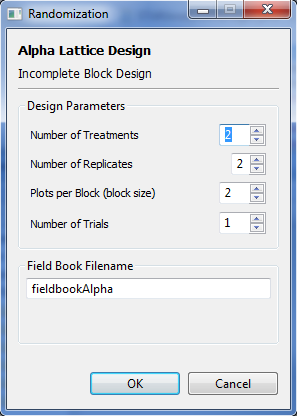 Randomization
Alpha Lattice Design
Incomplete Block Design
Design Parameters
Number of Treatments 2
Number of Replicates 2
Plots per Block (block size) 2
Number of Trials 1
Field Book Filename
fieldbookAlpha
OK Cancel